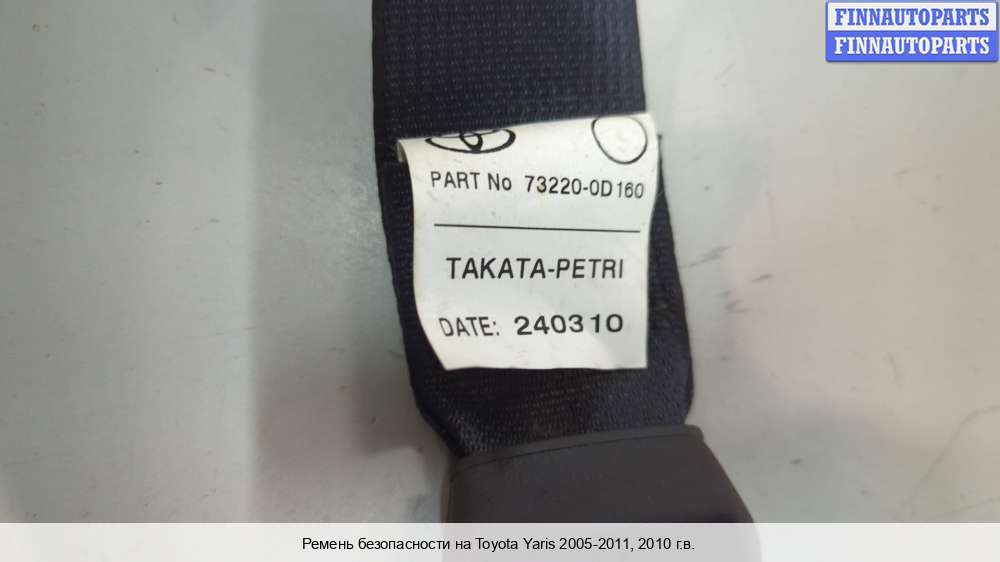 FINNAUTOPARTS
FINNAUTOPARTS
PART No 73220-0D160
TAKATA-PETRI
DATE: 240310
Ремень безопасности на Toyota Yaris 2005-2011, 2010 г.в.